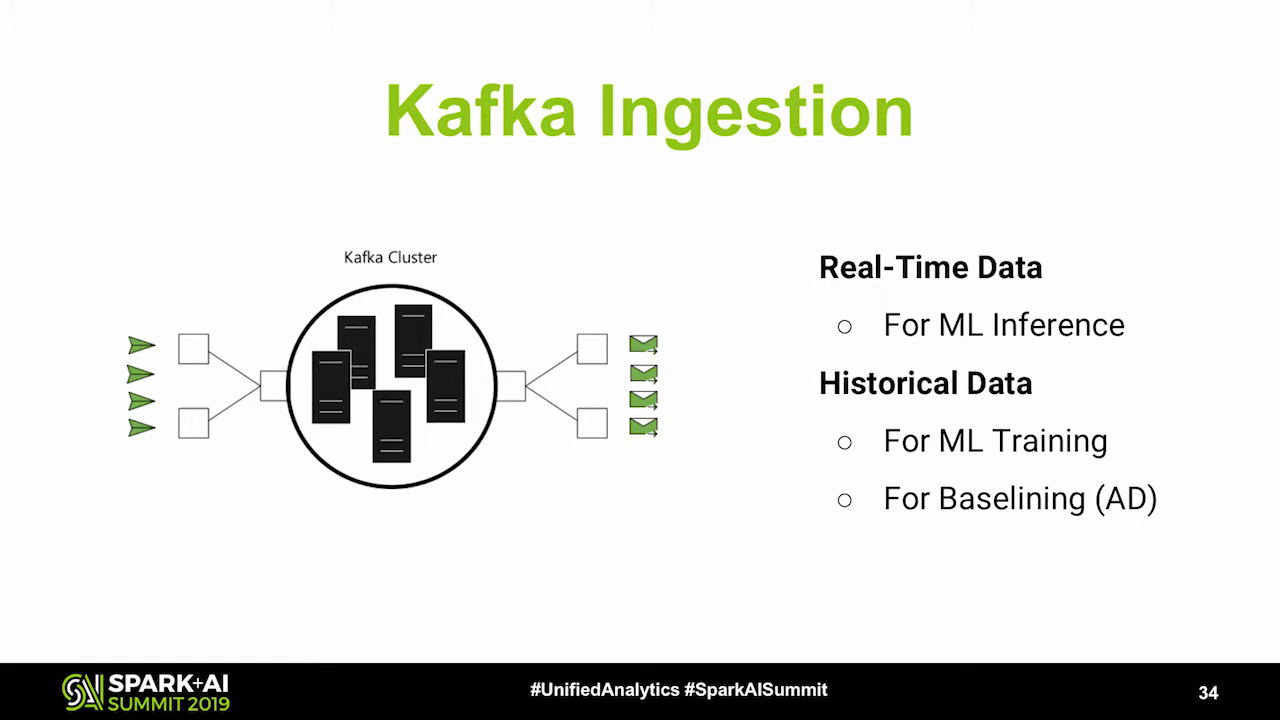 Kafka Ingestion
Kafka Cluster
Real-Time Data
○ For ML Inference
Historical Data
○ For ML Training
○ For Baselining (AD)
SPARK+AI
SUMMIT 2019
#UnifiedAnalytics #SparkAISummit
34